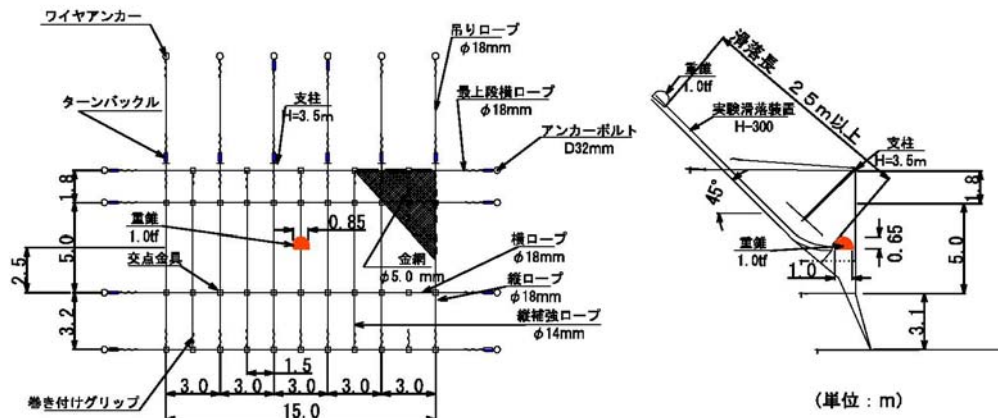 ワイヤアンカー
吊りロープ
φ18mm
ターンバックル
支柱
H=3.5m
最上段横ロープ
φ18mm
アンカーボルト
D32mm
1.8
5.0
2.5
3.2
重錘
1.0tf
0.85
交点金具
金網
φ5.0 mm
横ロープ
φ18mm
縦ロープ
φ18mm
縦補強ロープ
φ14mm
1.5
3.0
3.0
3.0
3.0
3.0
巻き付けグリップ
15.0
滑落長 25m以上
重錘
1.0tf
実験滑落装置
H-300
支柱
H=3.5m
45°
1.8
重錘
1.0tf
0.65
5.0
1.0
3.1
(単位：m)